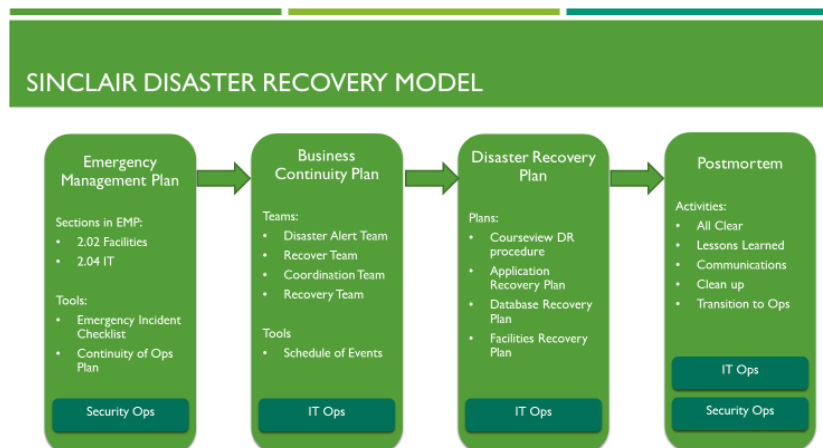 SINCLAIR DISASTER RECOVERY MODEL
Emergency
Management Plan
Sections in EMP:
• 2.02 Facilities
• 2.04 IT
Tools:
• Emergency Incident
Checklist
• Continuity of Ops
Plan
Security Ops
Business
Continuity Plan
Teams:
• Disaster Alert Team
• Recover Team
• Coordination Team
• Recovery Team
Tools
• Schedule of Events
IT Ops
Disaster Recovery
Plan
Plans:
• Courseview DR
procedure
• Application
Recovery Plan
• Database Recovery
Plan
• Facilities Recovery
Plan
IT Ops
Postmortem
Activities:
• All Clear
• Lessons Learned
• Communications
• Clean up
• Transition to Ops
IT Ops
Security Ops